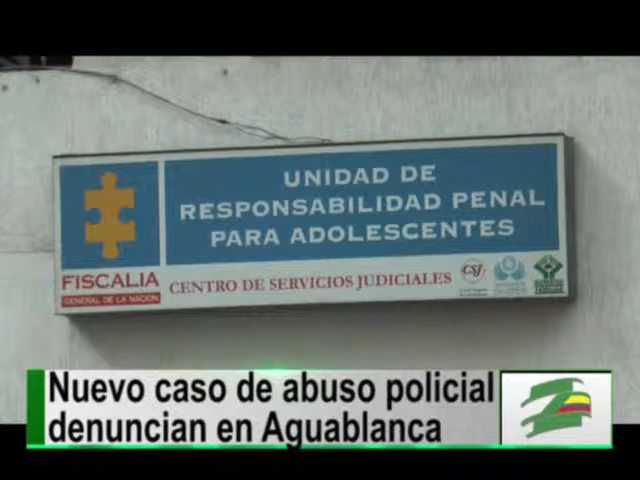 UNIDAD DE
RESPONSABILIDAD PENAL
PARA ADOLESCENTES
FISCALIA
GENERAL DE LA NACION
CENTRO DE SERVICIOS JUDICIALES
CSJ
Nuevo caso de abuso policial
denuncian en Aguablanca